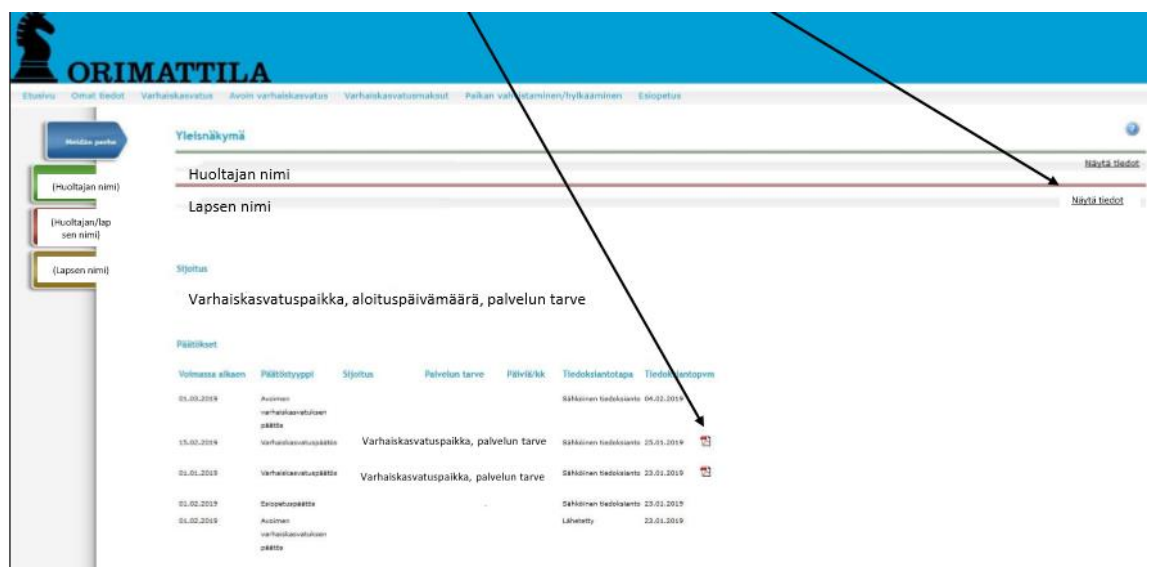 ORIMATTILA
Etusivu Omat tiedot Varhaiskasvatus Avoin varhaiskasvatus Varhaiskasvatusmaksut Paikan vahvistaminen/hylkääminen Esiopetus
Meidän perhe
Yleisnäkymä
Näytä tiedot
Huoltajan nimi
(Huoltajan nimi)
Näytä tiedot
Lapsen nimi
(Huoltajan/lap
sen nimi)
(Lapsen nimi)
Sijoitus
Varhaiskasvatuspaikka, aloituspäivämäärä, palvelun tarve
Päätökset
Voimassa alkaen Päätöstyyppi Sijoitus Palvelun tarve Päiviä/kk Tiedoksiantotapa Tiedoksiantopvm
01.03.2019 Avoimen varhaiskasvatuksen päätös Sähköinen tiedoksianto 04.02.2019
15.02.2019 Varhaiskasvatuspäätös Varhaiskasvatuspaikka, palvelun tarve Sähköinen tiedoksianto 25.01.2019
01.01.2019 Varhaiskasvatuspäätös Varhaiskasvatuspaikka, palvelun tarve Sähköinen tiedoksianto 23.01.2019
01.02.2019 Esiopetuspäätös Sähköinen tiedoksianto 23.01.2019
01.02.2019 Avoimen varhaiskasvatuksen päätös Lähetetty 23.01.2019